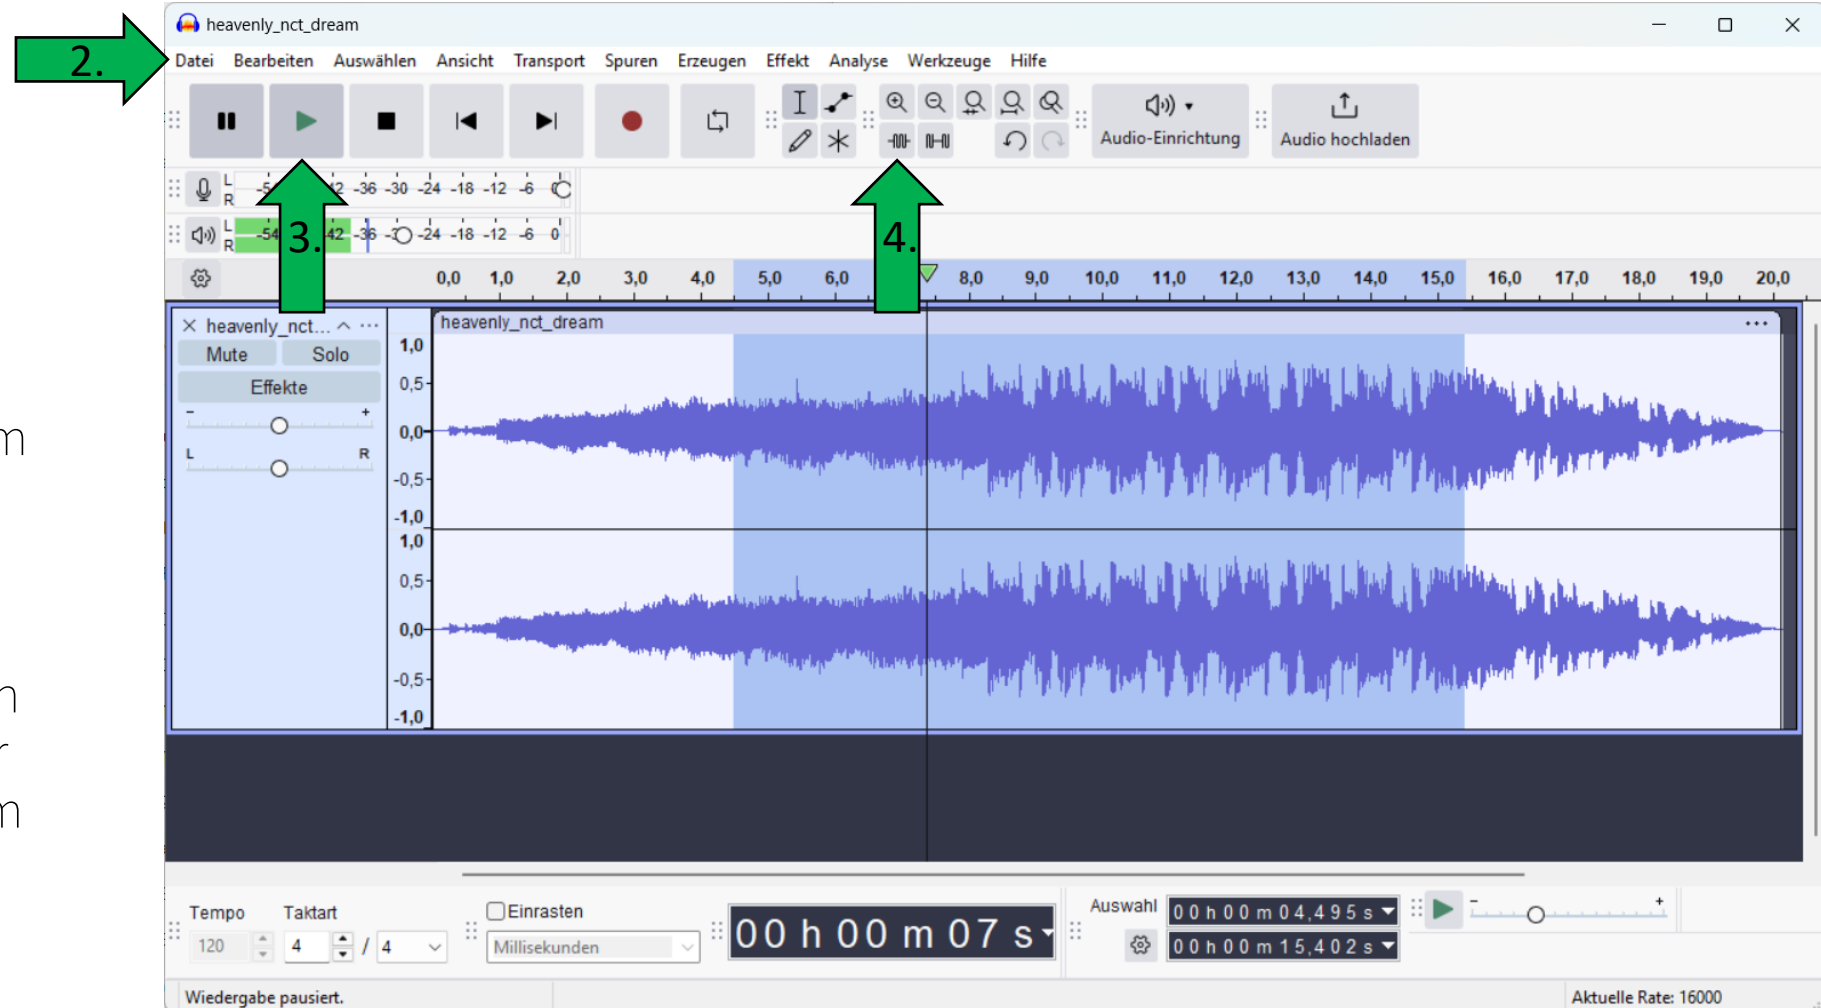 heavenly_nct_dream
2.
Datei Bearbeiten Auswählen Ansicht Transport Spuren Erzeugen Effekt Analyse Werkzeuge Hilfe
Audio-Einrichtung
Audio hochladen
L
R
-36 -30 -24 -18 -12 -6
L
R
-54 42 -36 -24 -18 -12 -6 0
3.
4.
0,0 1,0 2,0 3,0 4,0 5,0 6,0 8,0 9,0 10,0 11,0 12,0 13,0 14,0 15,0 16,0 17,0 18,0 19,0 20,0
heavenly_nct... ...
heavenly_nct_dream ...
Mute Solo
Effekte
- +
L R
1,0
0,5
0,0
-0,5
-1,0
1,0
0,5
0,0
-0,5
-1,0
m
n
r
m
Tempo
120
Taktart
4 / 4
Einrasten
Millisekunden
00 h 00 m 07 s
Auswahl
00 h 00 m 04,495 s
00 h 00 m 15,402 s
- +
Wiedergabe pausiert.
Aktuelle Rate: 16000